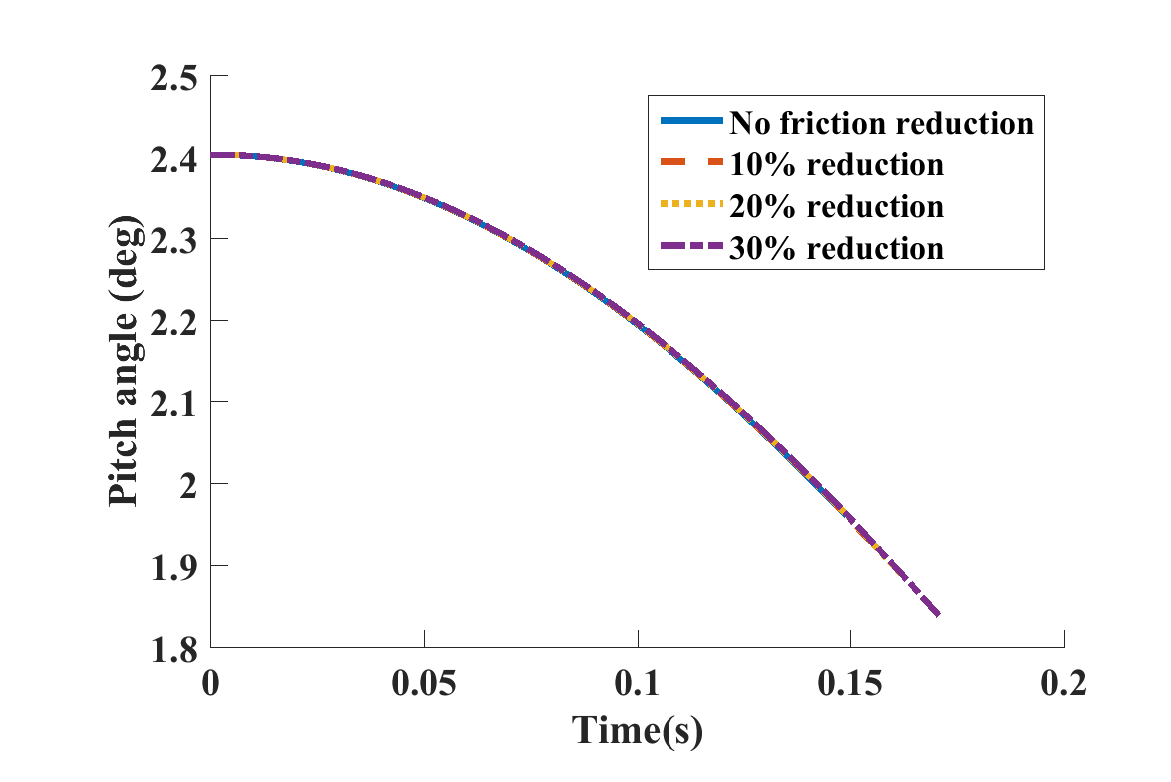 2.5
2.4
2.3
2.2
2.1
2
1.9
1.8
Pitch angle (deg)
No friction reduction
10% reduction
20% reduction
30% reduction
0 0.05 0.1 0.15 0.2
Time(s)